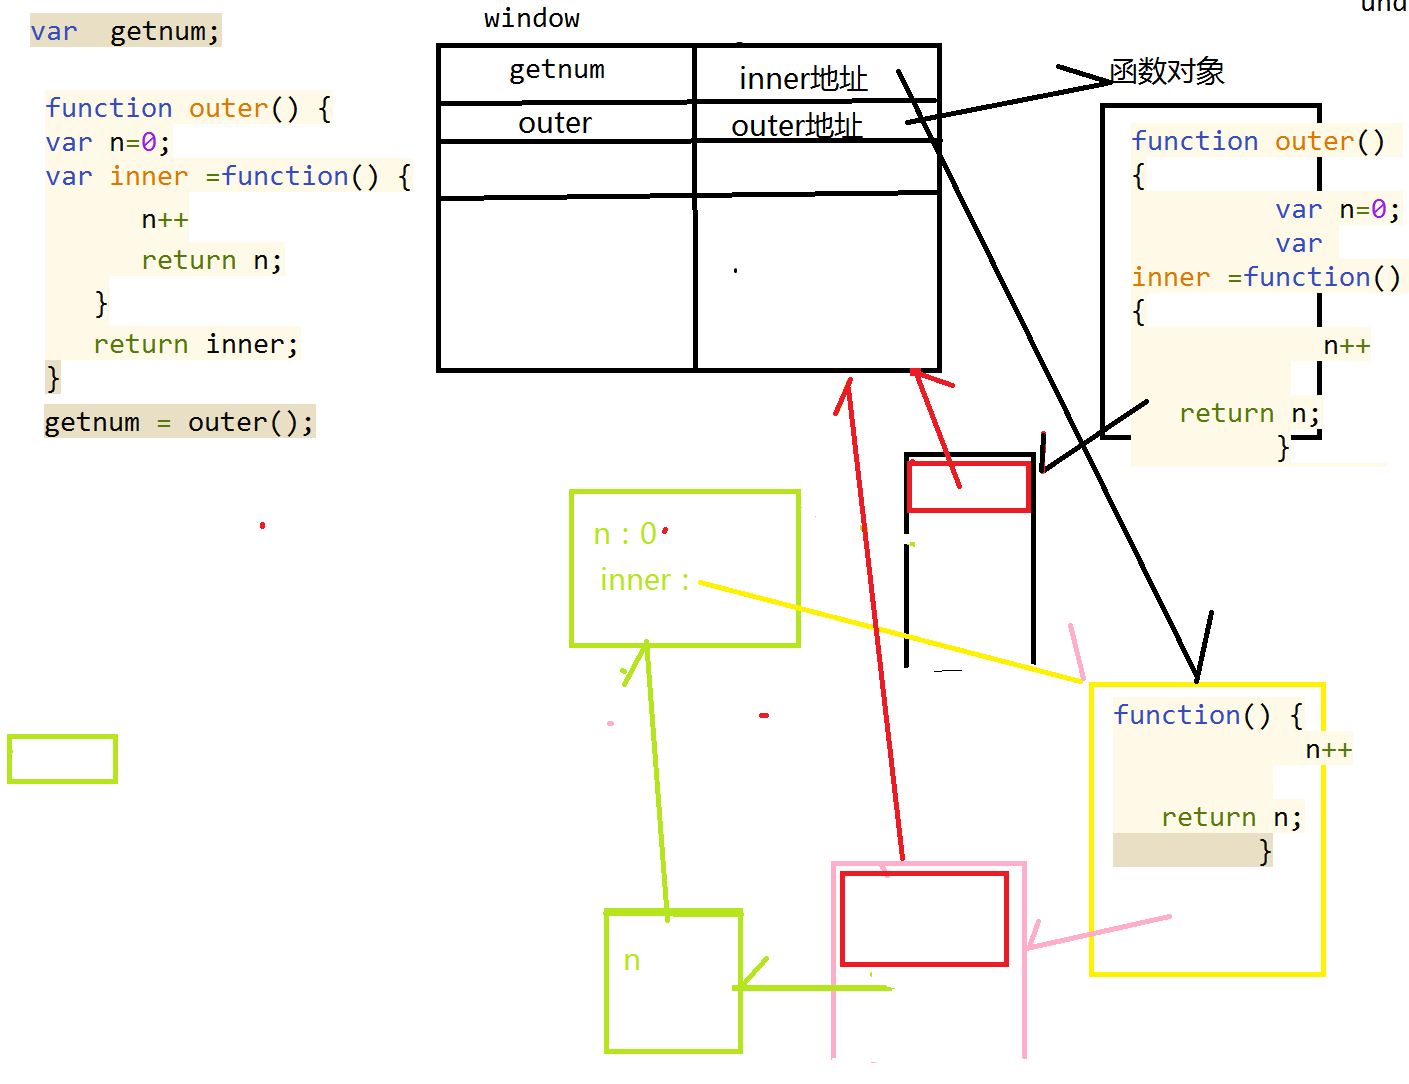 var  getnum;
function outer() {
var n=0;
var inner =function() {
n++
return n;
}
return inner;
}
getnum = outer();
window
getnum
inner地址
outer
outer地址
函数对象
function outer()
{
var n=0;
var
inner =function()
{
n++
return n;
}
n：0
inner：
function() {
n++
return n;
}
n